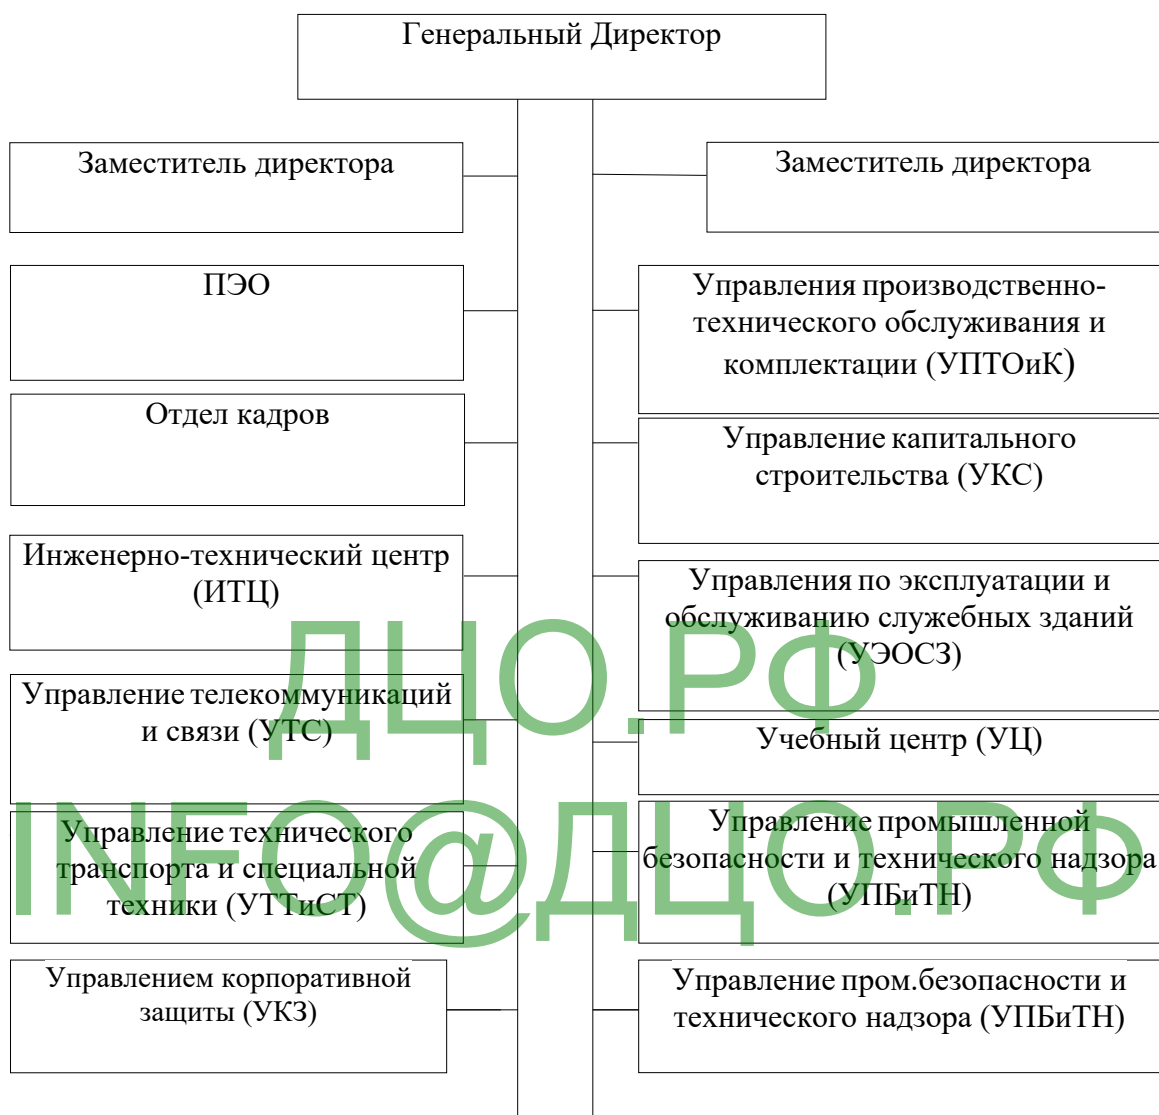 Генеральный Директор
Заместитель директора
Заместитель директора
ПЭО
Управления производственно-
технического обслуживания и
комплектации (УПТОиК)
Отдел кадров
Управление капитального
строительства (УКС)
Инженерно-технический центр
(ИТЦ)
Управления по эксплуатации и
обслуживанию служебных зданий
(УЭОСЗ)
ДЦО.РФ
Управление телекоммуникаций
и связи (УТС)
Учебный центр (УЦ)
INFO@ДЦО.РФ
Управление технического
транспорта и специальной
техники (УТТиСТ)
Управление промышленной
безопасности и технического надзора
(УПБиТН)
Управлением корпоративной
защиты (УКЗ)
Управление пром.безопасности и
технического надзора (УПБиТН)